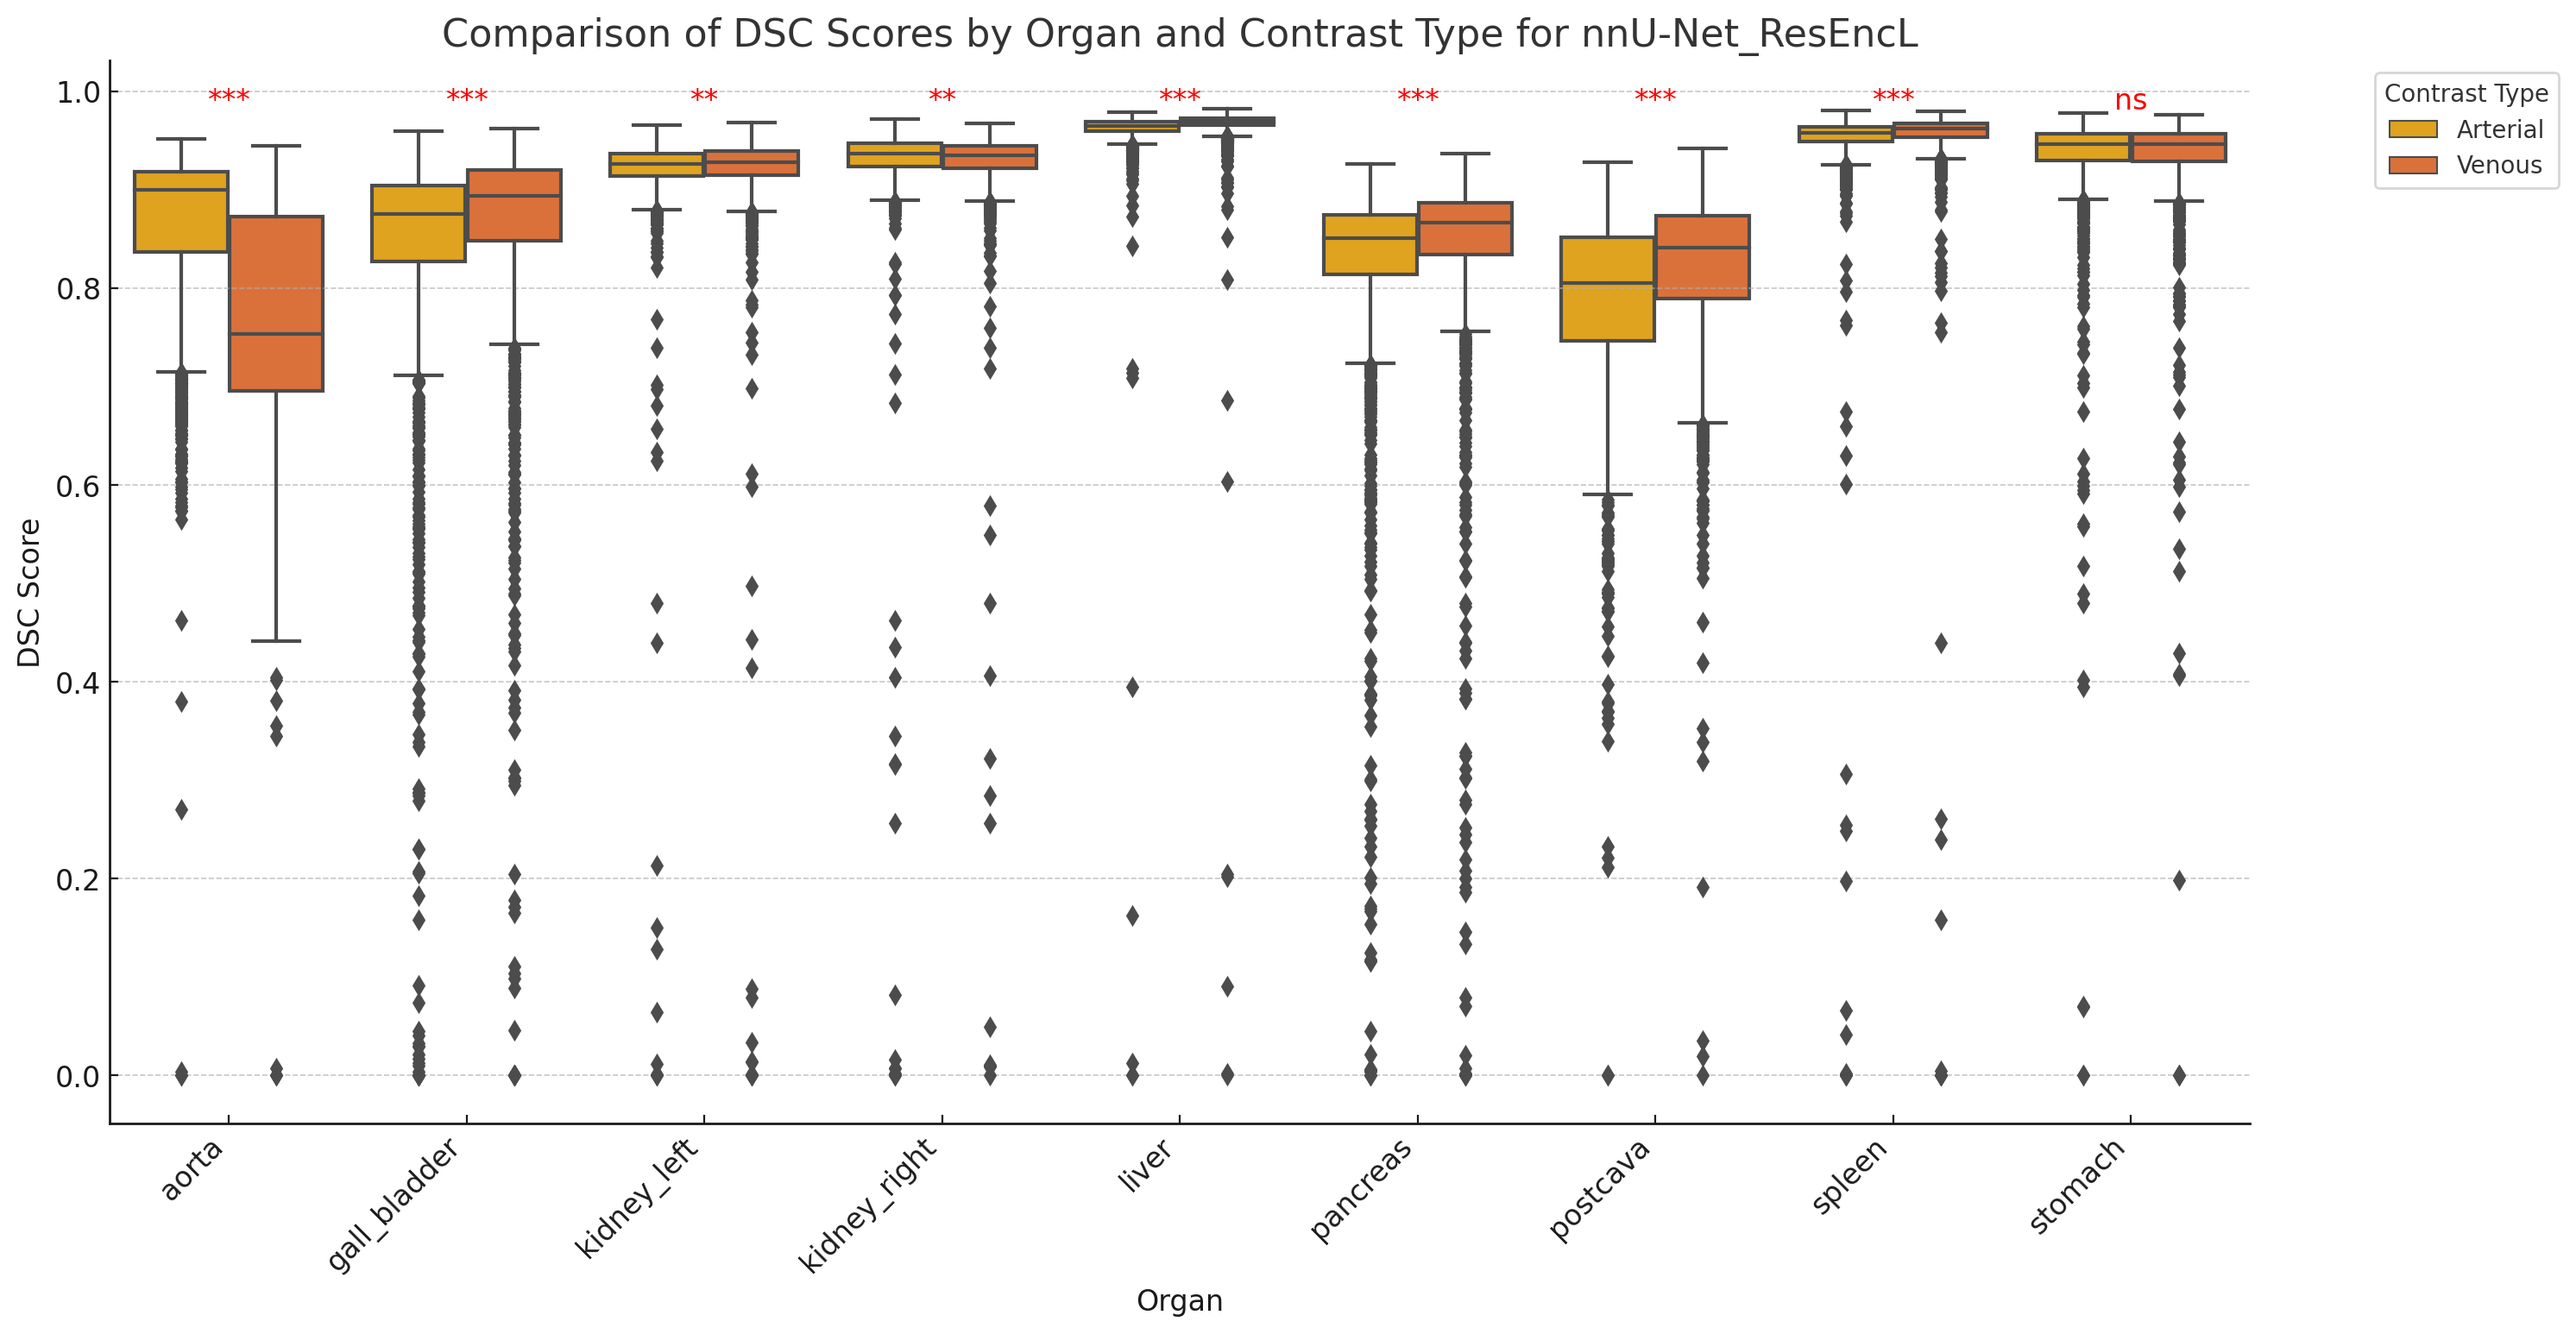 Comparison of DSC Scores by Organ and Contrast Type for nnU-Net_ResEncL
Contrast Type
Arterial
Venous
*** *** ** ** *** *** *** *** ns
DSC Score
1.0
0.8
0.6
0.4
0.2
0.0
aorta
gall_bladder
kidney_left
kidney_right
liver
pancreas
postcava
spleen
stomach
Organ